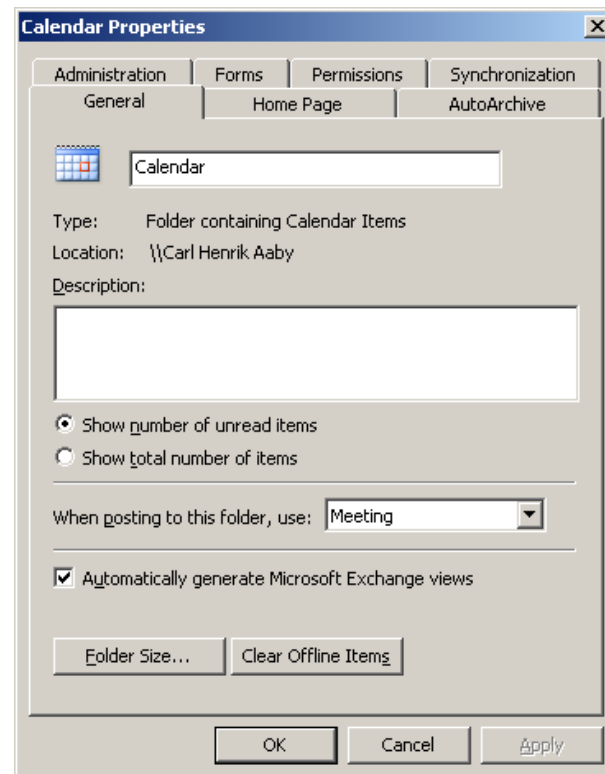 Calendar Properties
Administration Forms Permissions Synchronization
General Home Page AutoArchive
Calendar
Type: Folder containing Calendar Items
Location: \\Carl Henrik Aaby
Description:
Show number of unread items
Show total number of items
When posting to this folder, use: Meeting
Automatically generate Microsoft Exchange views
Folder Size... Clear Offline Items
OK Cancel Apply